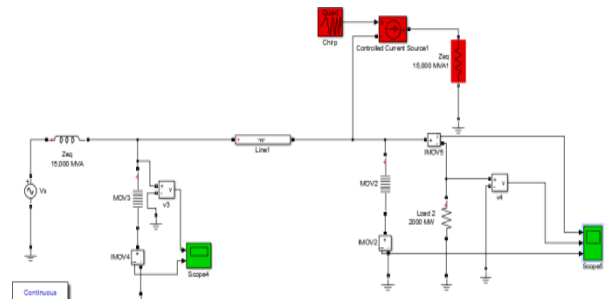 Quad
Chirp
Controlled Current Source1
Zeq
15,000 MVA1
Zeq
15,000 MVA
Line1
IMOV5
Vs
MOV3
v3
MOV2
v4
Load 2
2000 MW
IMOV4
IMOV2
Scope4
Scope5
Continuous